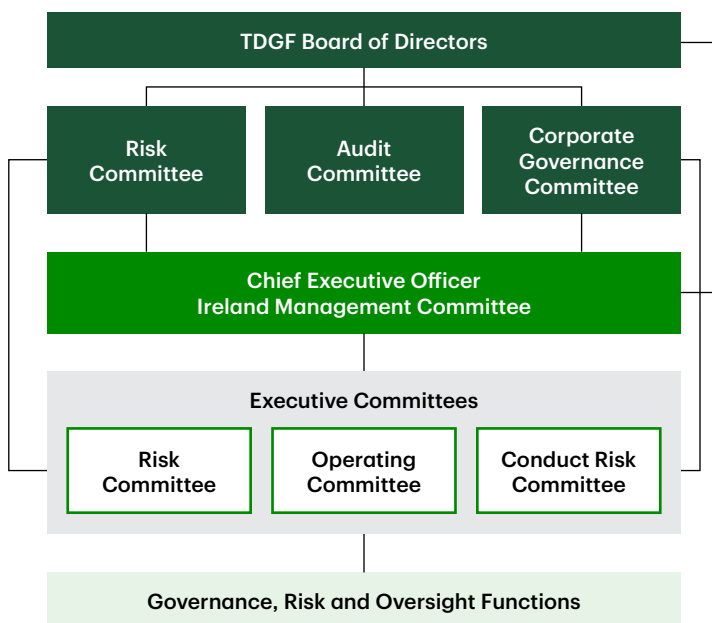 TDGF Board of Directors
Risk
Committee
Audit
Committee
Corporate
Governance
Committee
Chief Executive Officer
Ireland Management Committee
Executive Committees
Risk
Committee
Operating
Committee
Conduct Risk
Committee
Governance, Risk and Oversight Functions